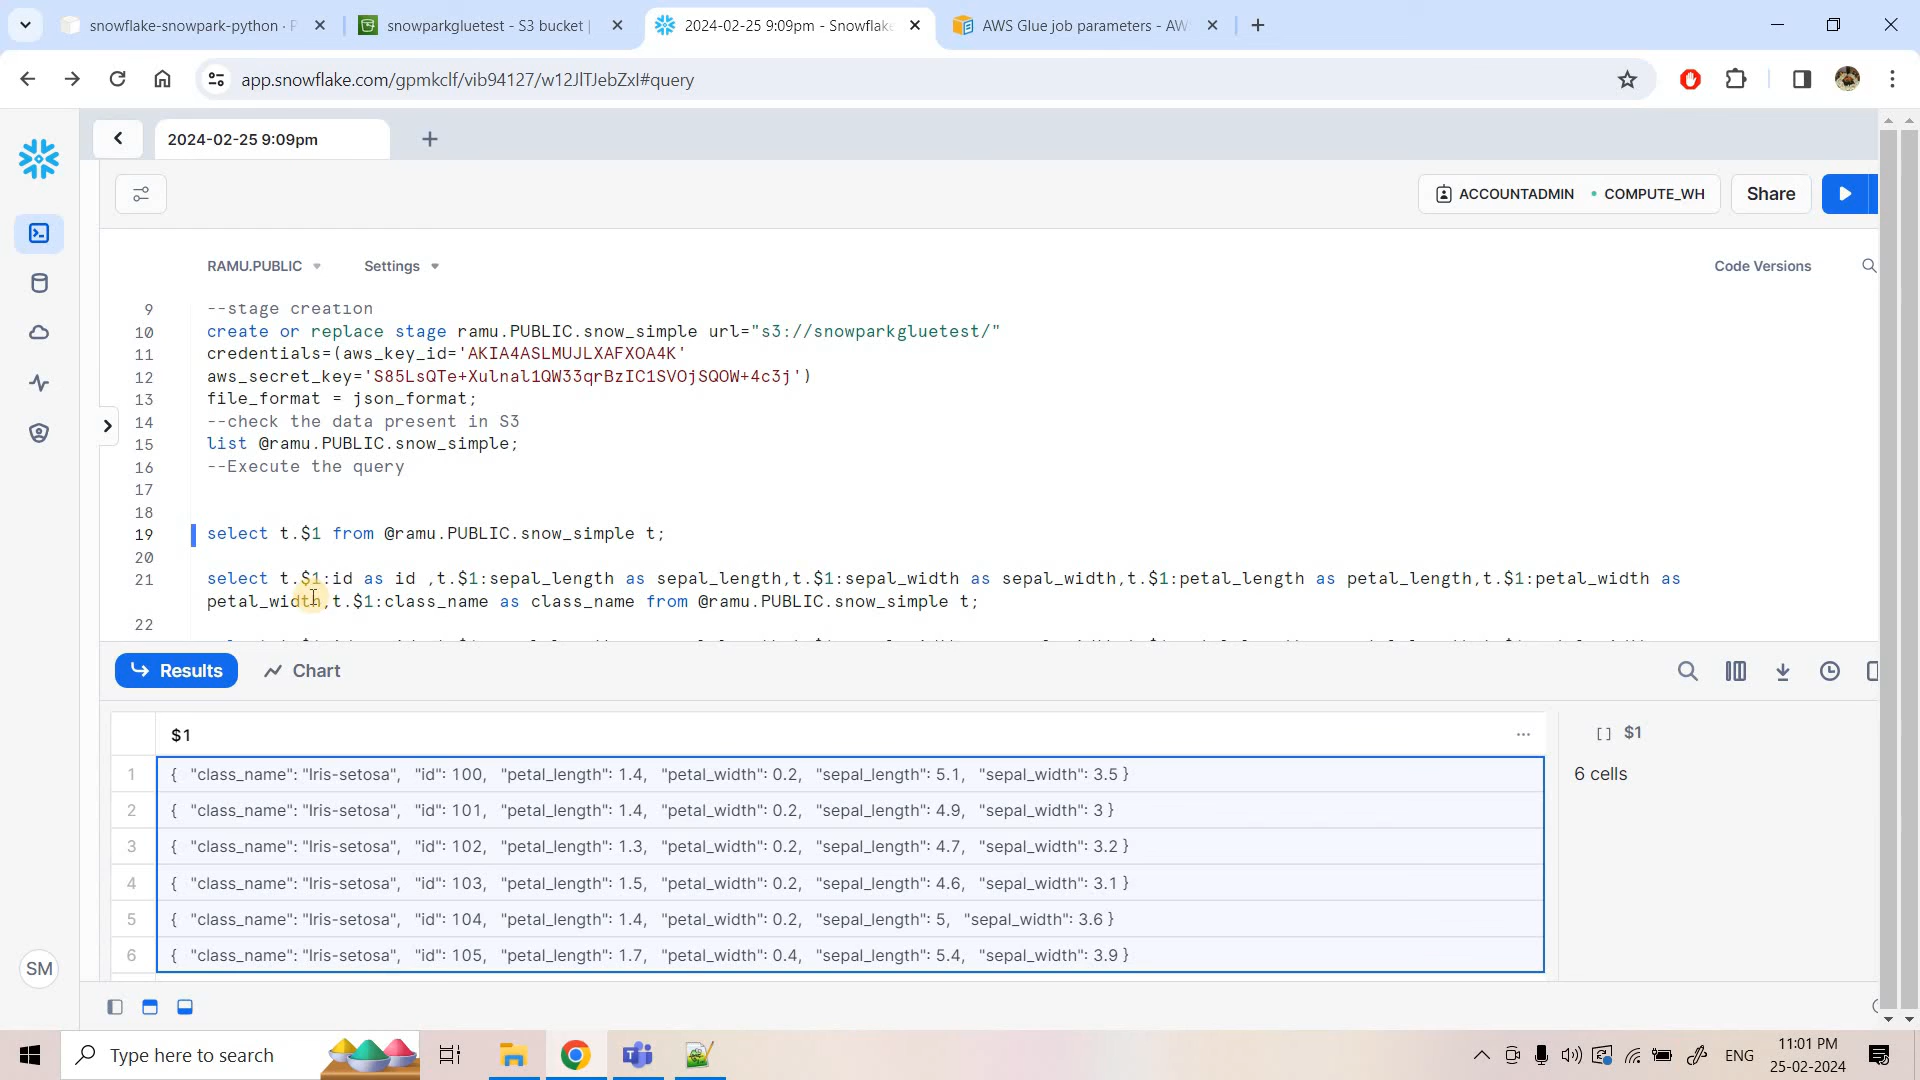 snowflake-snowpark-python · P
snowparkgluetest - S3 bucket |
2024-02-25 9:09pm - Snowflake
AWS Glue job parameters - AW
app.snowflake.com/gpmkclf/vib94127/w12JlTJebZxI#query
2024-02-25 9:09pm
ACCOUNTADMIN • COMPUTE_WH
Share
RAMU.PUBLIC
Settings
Code Versions
9 --stage creation
10 create or replace stage ramu.PUBLIC.snow_simple url="s3://snowparkgluetest/"
11 credentials=(aws_key_id='AKIA4ASLMUJLXAFXOA4K'
12 aws_secret_key='S85LsQTe+Xulnal1QW33qrBzIC1SVOjSQOW+4c3j')
13 file_format = json_format;
14 --check the data present in S3
15 list @ramu.PUBLIC.snow_simple;
16 --Execute the query
17
18
19 select t.$1 from @ramu.PUBLIC.snow_simple t;
20
21 select t.$1:id as id ,t.$1:sepal_length as sepal_length,t.$1:sepal_width as sepal_width,t.$1:petal_length as petal_length,t.$1:petal_width as
petal_width,t.$1:class_name as class_name from @ramu.PUBLIC.snow_simple t;
22
Results
Chart
$1
[] $1
6 cells
1 { "class_name": "Iris-setosa", "id": 100, "petal_length": 1.4, "petal_width": 0.2, "sepal_length": 5.1, "sepal_width": 3.5 }
2 { "class_name": "Iris-setosa", "id": 101, "petal_length": 1.4, "petal_width": 0.2, "sepal_length": 4.9, "sepal_width": 3 }
3 { "class_name": "Iris-setosa", "id": 102, "petal_length": 1.3, "petal_width": 0.2, "sepal_length": 4.7, "sepal_width": 3.2 }
4 { "class_name": "Iris-setosa", "id": 103, "petal_length": 1.5, "petal_width": 0.2, "sepal_length": 4.6, "sepal_width": 3.1 }
5 { "class_name": "Iris-setosa", "id": 104, "petal_length": 1.4, "petal_width": 0.2, "sepal_length": 5, "sepal_width": 3.6 }
6 { "class_name": "Iris-setosa", "id": 105, "petal_length": 1.7, "petal_width": 0.4, "sepal_length": 5.4, "sepal_width": 3.9 }
SM
Type here to search
ENG
11:01 PM
25-02-2024